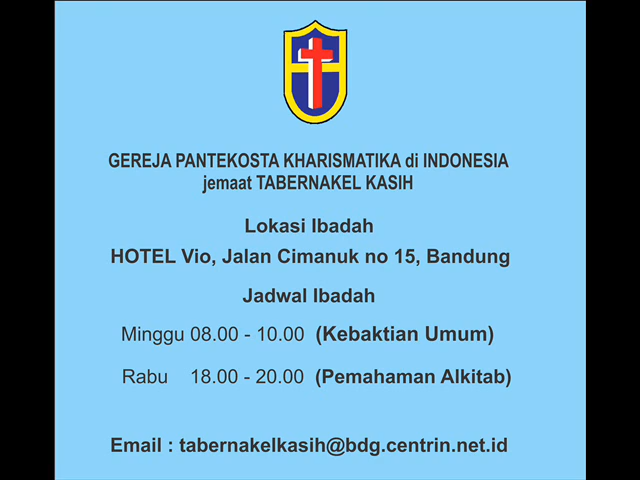 GEREJA PANTEKOSTA KHARISMATIKA di INDONESIA
jemaat TABERNAKEL KASIH
Lokasi Ibadah
HOTEL Vio, Jalan Cimanuk no 15, Bandung
Jadwal Ibadah
Minggu 08.00 - 10.00 (Kebaktian Umum)
Rabu 18.00 - 20.00 (Pemahaman Alkitab)
Email : tabernakelkasih@bdg.centrin.net.id